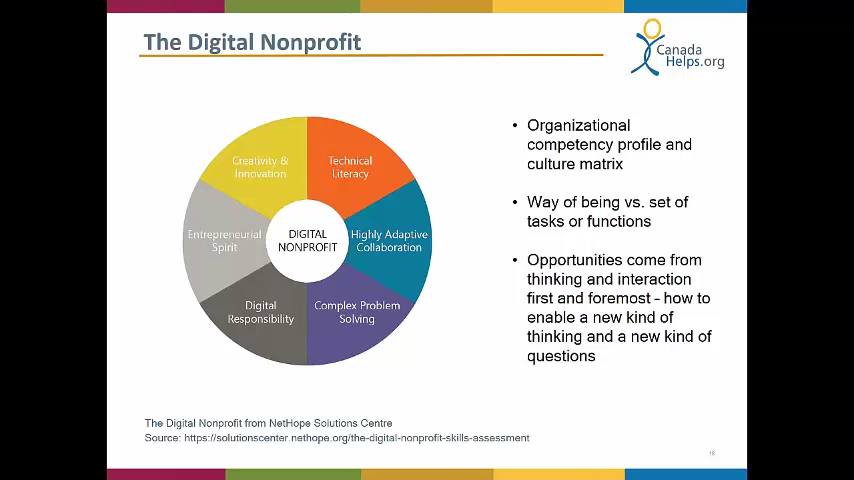 The Digital Nonprofit
Canada
Helps.org
Creativity &
Innovation
Technical
Literacy
Entrepreneurial
Spirit
DIGITAL
NONPROFIT
Highly Adaptive
Collaboration
Digital
Responsibility
Complex Problem
Solving
• Organizational
competency profile and
culture matrix
• Way of being vs. set of
tasks or functions
• Opportunities come from
thinking and interaction
first and foremost - how to
enable a new kind of
thinking and a new kind of
questions
The Digital Nonprofit from NetHope Solutions Centre
Source: https://solutionscenter.nethope.org/the-digital-nonprofit-skills-assessment